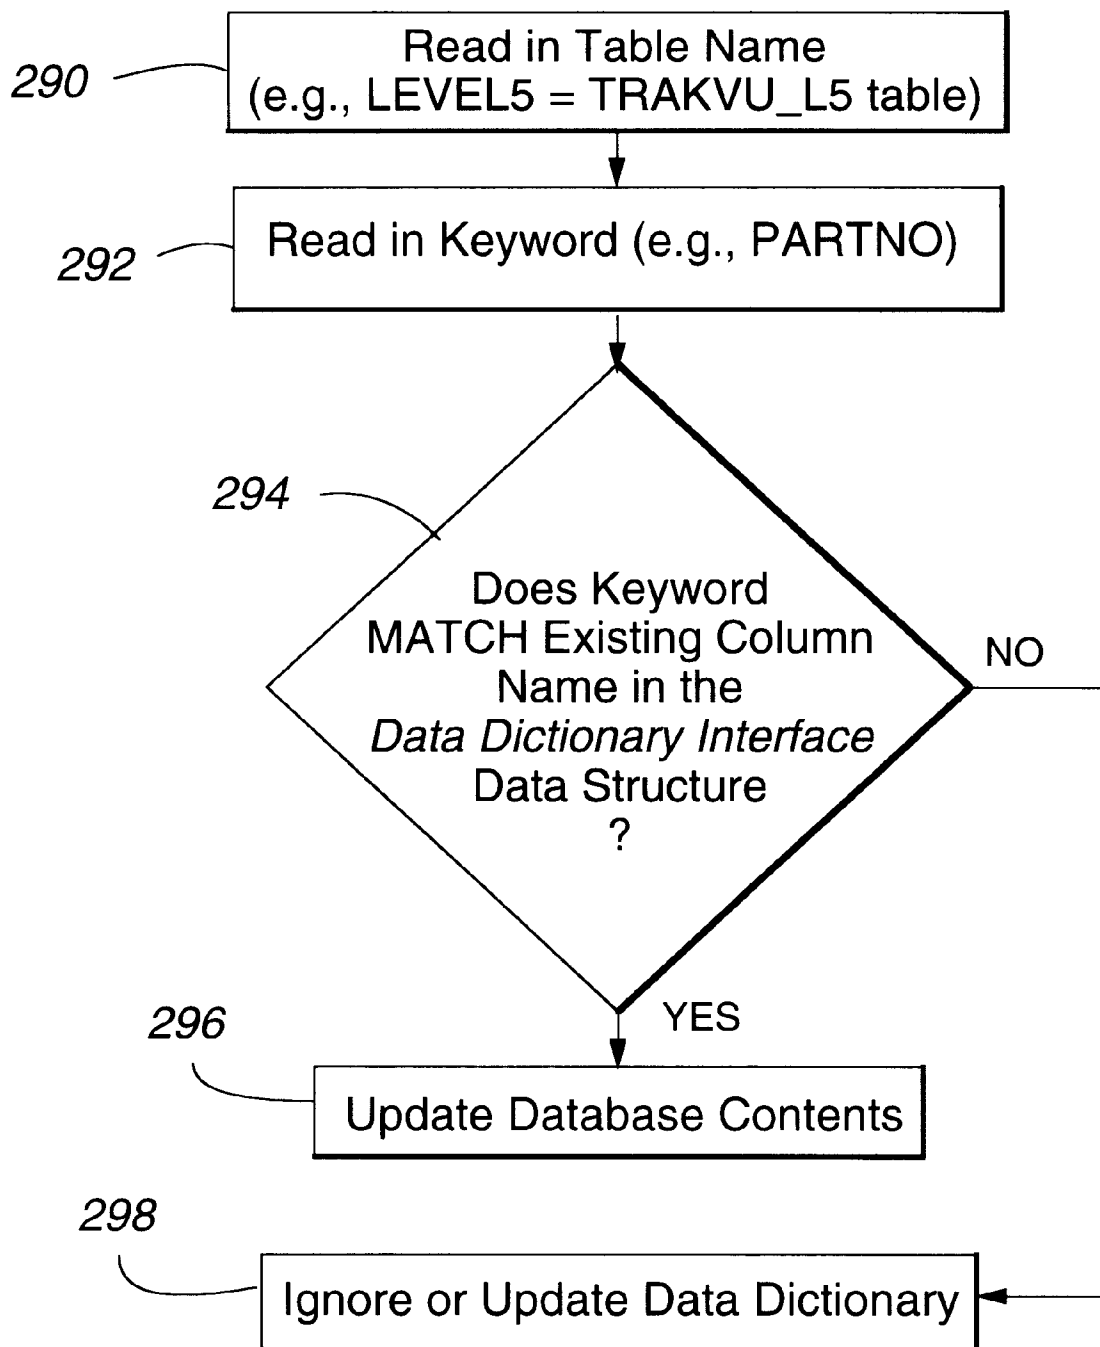 290
Read in Table Name
(e.g., LEVEL5 = TRAKVU_L5 table)
292
Read in Keyword (e.g., PARTNO)
294
Does Keyword
MATCH Existing Column
Name in the
Data Dictionary Interface
Data Structure
?
NO
YES
296
Update Database Contents
298
Ignore or Update Data Dictionary